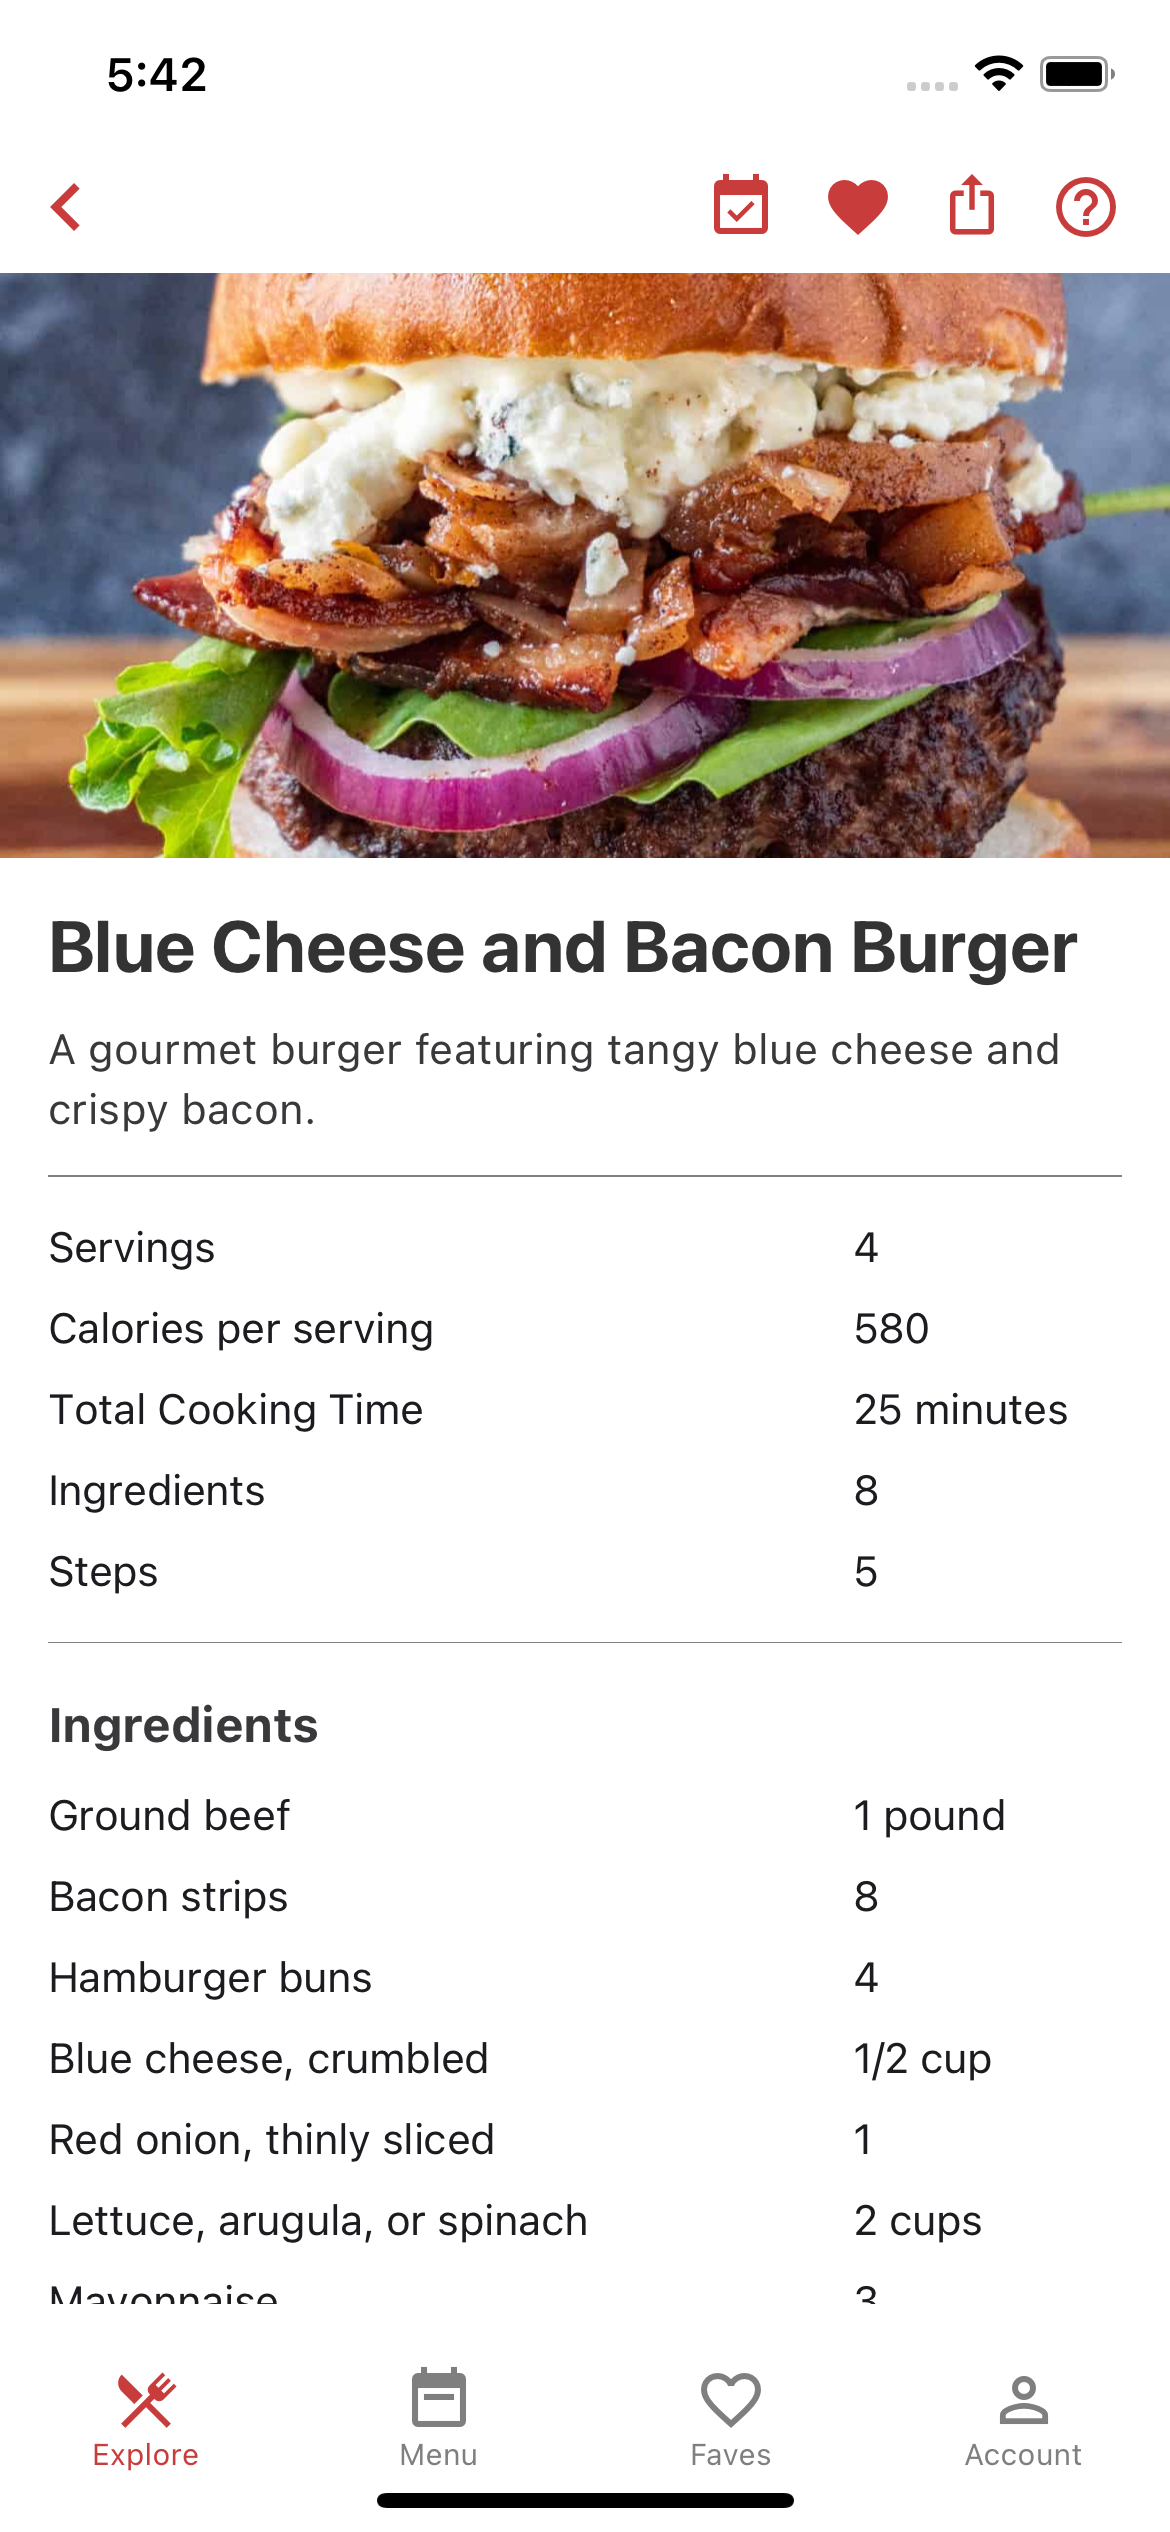 5:42
Blue Cheese and Bacon Burger
A gourmet burger featuring tangy blue cheese and
crispy bacon.
Servings 4
Calories per serving 580
Total Cooking Time 25 minutes
Ingredients 8
Steps 5
Ingredients
Ground beef 1 pound
Bacon strips 8
Hamburger buns 4
Blue cheese, crumbled 1/2 cup
Red onion, thinly sliced 1
Lettuce, arugula, or spinach 2 cups
Mayonnaise 3
Explore Menu Faves Account